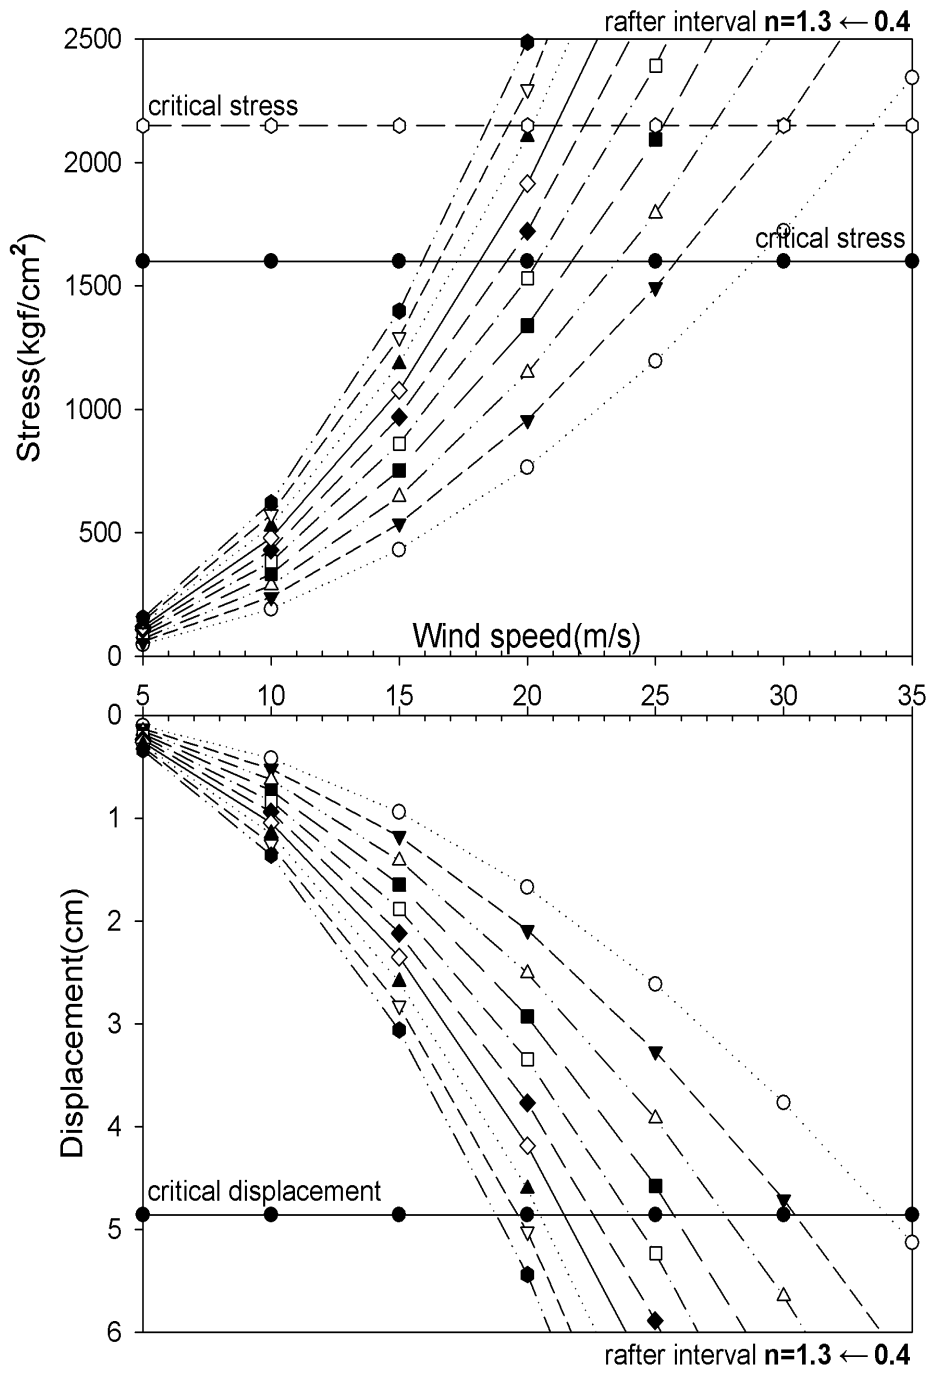 rafter interval n=1.3 ← 0.4
2500
critical stress
2000
critical stress
1500
Stress(kgf/cm²)
1000
500
Wind speed(m/s)
0
5 10 15 20 25 30 35
0
1
2
Displacement(cm)
3
4
critical displacement
5
6
rafter interval n=1.3 ← 0.4